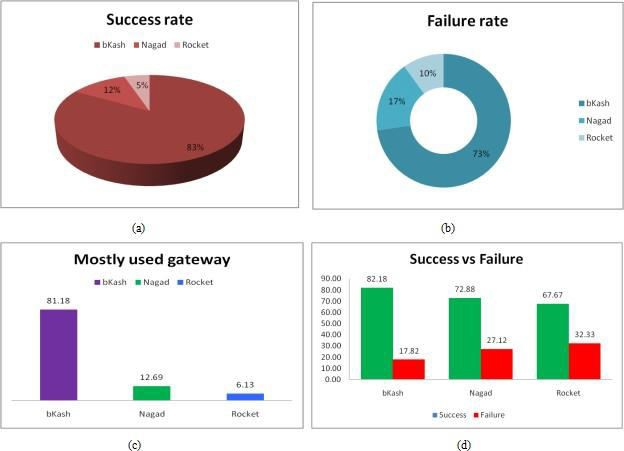 Success rate
bKash Nagad Rocket
5%
12%
83%
(a)
Failure rate
10%
17%
73%
bKash
Nagad
Rocket
(b)
Mostly used gateway
bKash Nagad Rocket
81.18
12.69
6.13
bKash Nagad Rocket
(c)
Success vs Failure
90.00
80.00
70.00
60.00
50.00
40.00
30.00
20.00
10.00
0.00
82.18
17.82
72.88
27.12
67.67
32.33
bKash Nagad Rocket
Success Failure
(d)